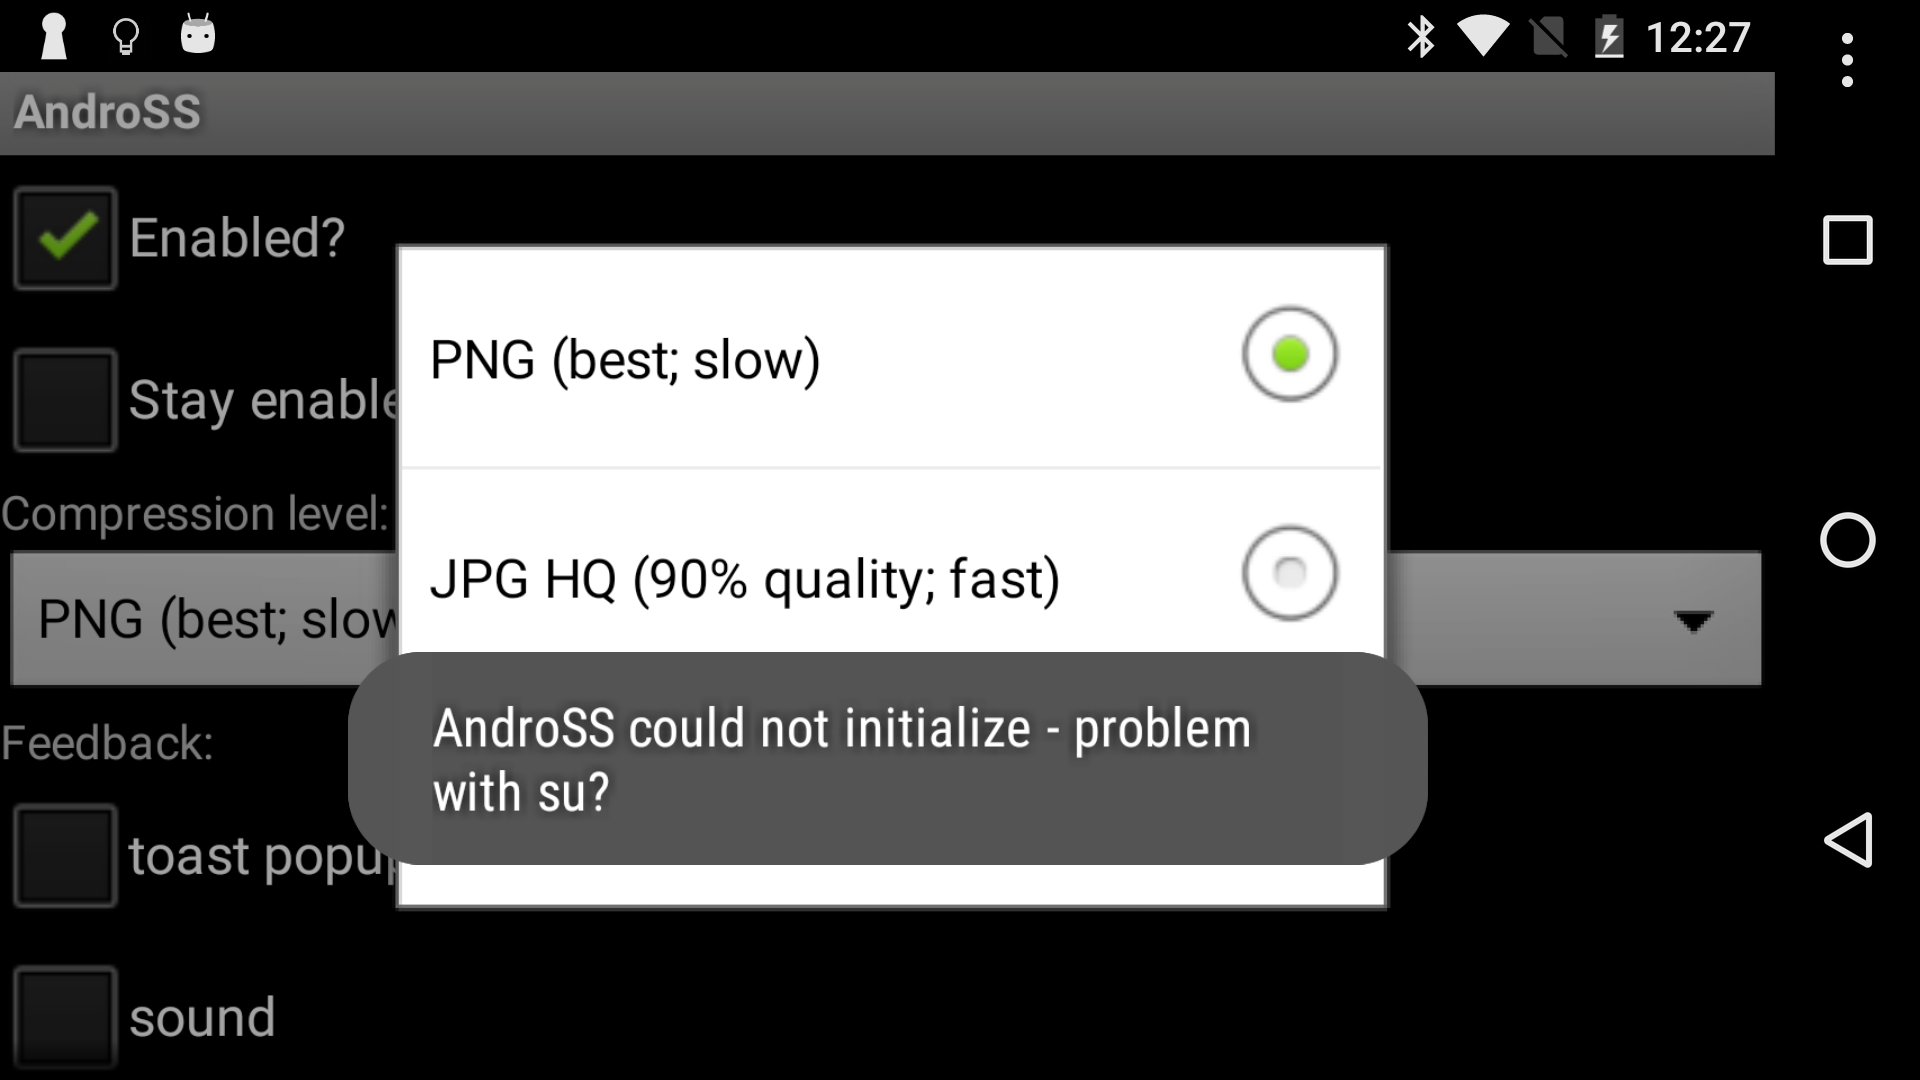 12:27
AndroSS
Enabled?
Stay enable
Compression level:
PNG (best; slow
Feedback:
toast popup
sound
PNG (best; slow)
JPG HQ (90% quality; fast)
AndroSS could not initialize - problem
with su?